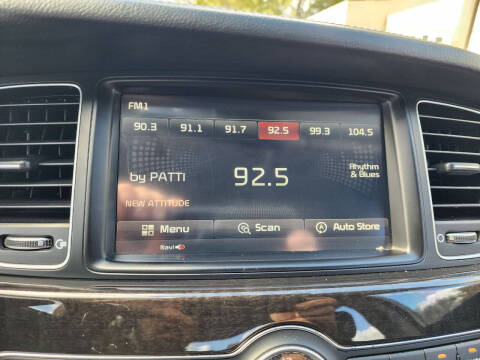 FM1
90.3 91.1 91.7 92.5 99.3 104.5
by PATTI 92.5 Rhythm
& Blues
NEW ATTITUDE
Menu Scan Auto Store
Navi